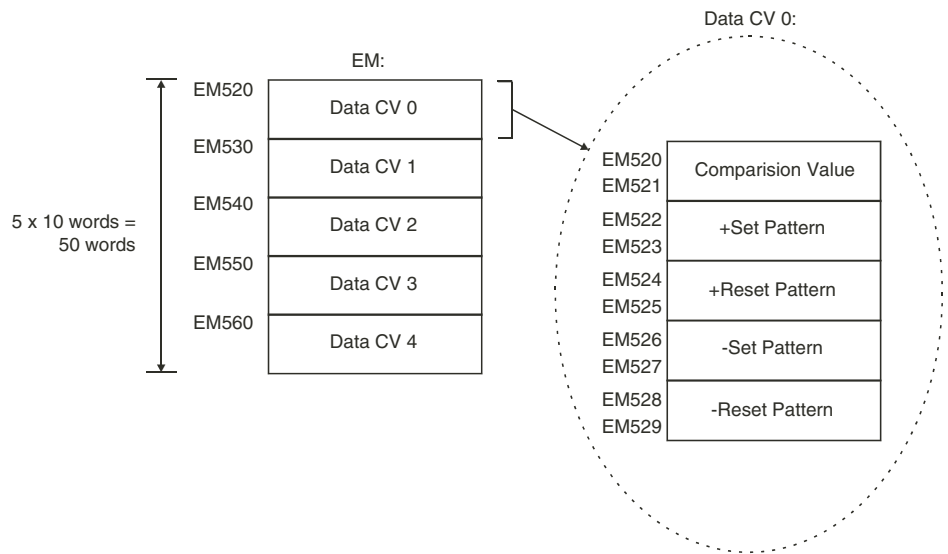 Data CV 0:
EM:
EM520
Data CV 0
EM530
Data CV 1
EM540
Data CV 2
EM550
Data CV 3
EM560
Data CV 4
5 x 10 words =
50 words
EM520
EM521
Comparision Value
EM522
EM523
+Set Pattern
EM524
EM525
+Reset Pattern
EM526
EM527
-Set Pattern
EM528
EM529
-Reset Pattern